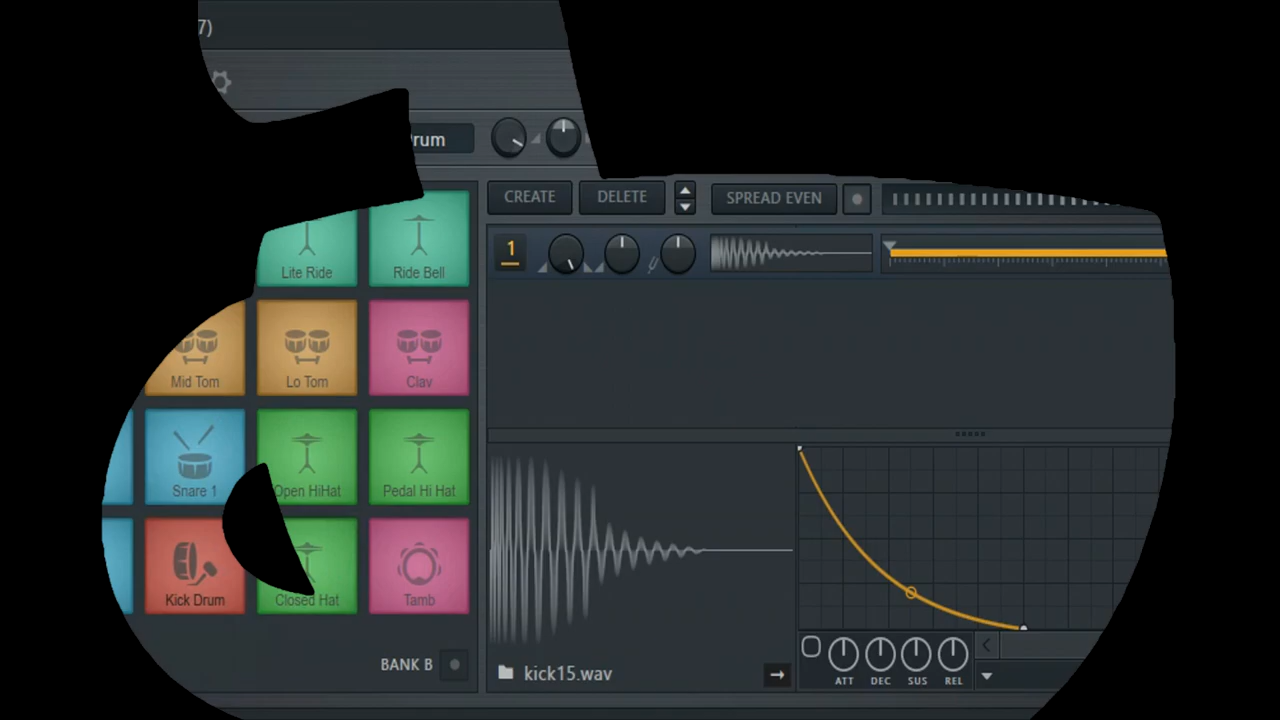 7)
rum
CREATE DELETE SPREAD EVEN
1
Lite Ride Ride Bell
Mid Tom Lo Tom Clav
Snare 1 Open HiHat Pedal Hi Hat
Kick Drum Closed Hat Tamb
BANK B
kick15.wav
ATT DEC SUS REL